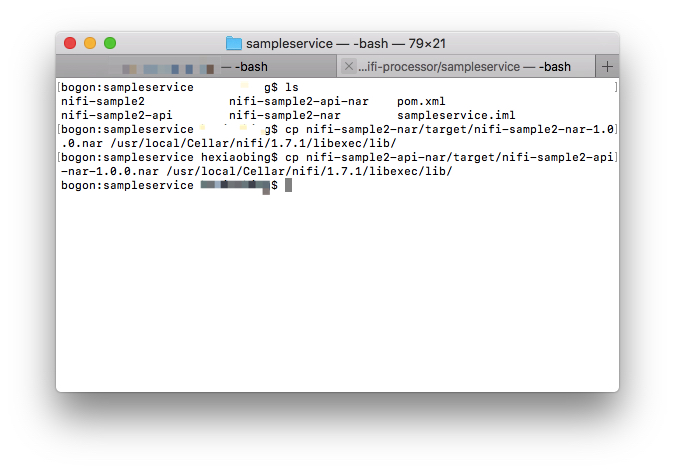 sampleservice — -bash — 79×21
— -bash
...ifi-processor/sampleservice — -bash
[bogon:sampleservice g$ ls ]
nifi-sample2 nifi-sample2-api-nar pom.xml
nifi-sample2-api nifi-sample2-nar sampleservice.iml
[bogon:sampleservice g$ cp nifi-sample2-nar/target/nifi-sample2-nar-1.0]
.0.nar /usr/local/Cellar/nifi/1.7.1/libexec/lib/
[bogon:sampleservice hexiaobing$ cp nifi-sample2-api-nar/target/nifi-sample2-api]
-nar-1.0.0.nar /usr/local/Cellar/nifi/1.7.1/libexec/lib/
bogon:sampleservice $